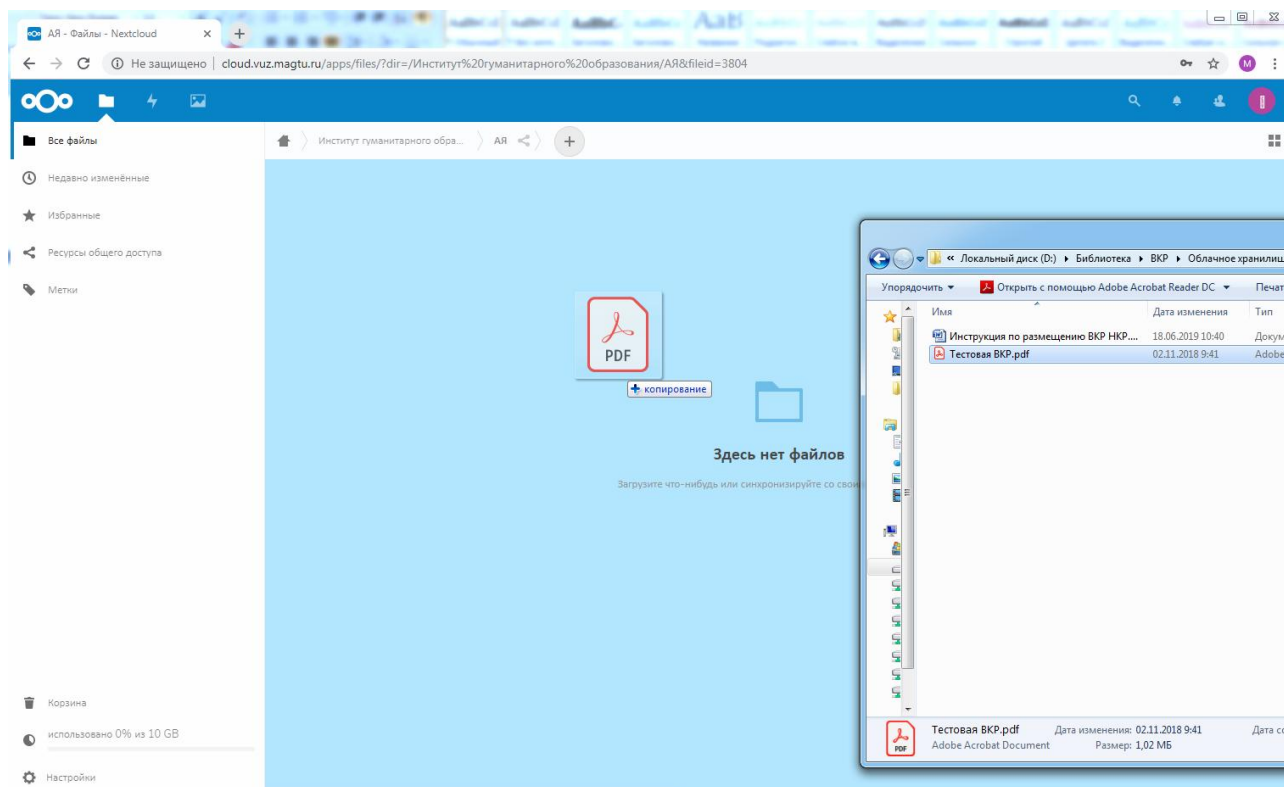 АЯ - Файлы - Nextcloud
Не защищено | cloud.vuz.magtu.ru/apps/files/?dir=/Институт%20гуманитарного%20образования/АЯ&fileid=3804
М
Все файлы
Институт гуманитарного обра...
АЯ
Недавно изменённые
Избранные
Ресурсы общего доступа
Метки
« Локальный диск (D:) ▸ Библиотека ▸ ВКР ▸ Облачное хранилищ
Упорядочить
Открыть с помощью Adobe Acrobat Reader DC
Печат
Имя
Дата изменения
Тип
Инструкция по размещению ВКР НКР....
18.06.2019 10:40
Докум
Тестовая ВКР.pdf
02.11.2018 9:41
Adobe
PDF
копирование
Здесь нет файлов
Загрузите что-нибудь или синхронизируйте со свои
Корзина
использовано 0% из 10 GB
Настройки
PDF
Тестовая ВКР.pdf
Дата изменения: 02.11.2018 9:41
Дата со
Adobe Acrobat Document
Размер: 1,02 МБ